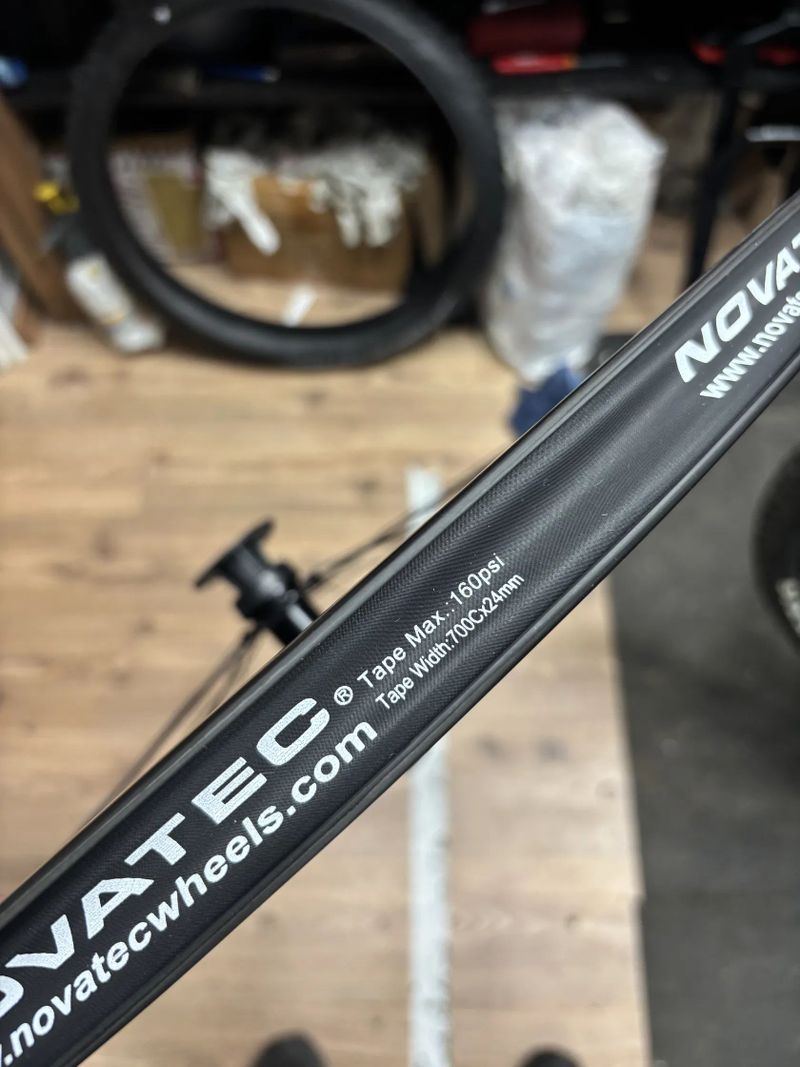 NOVATEC®
www.novatecwheels.com
Tape Max.:160psi
Tape Width:700Cx24mm